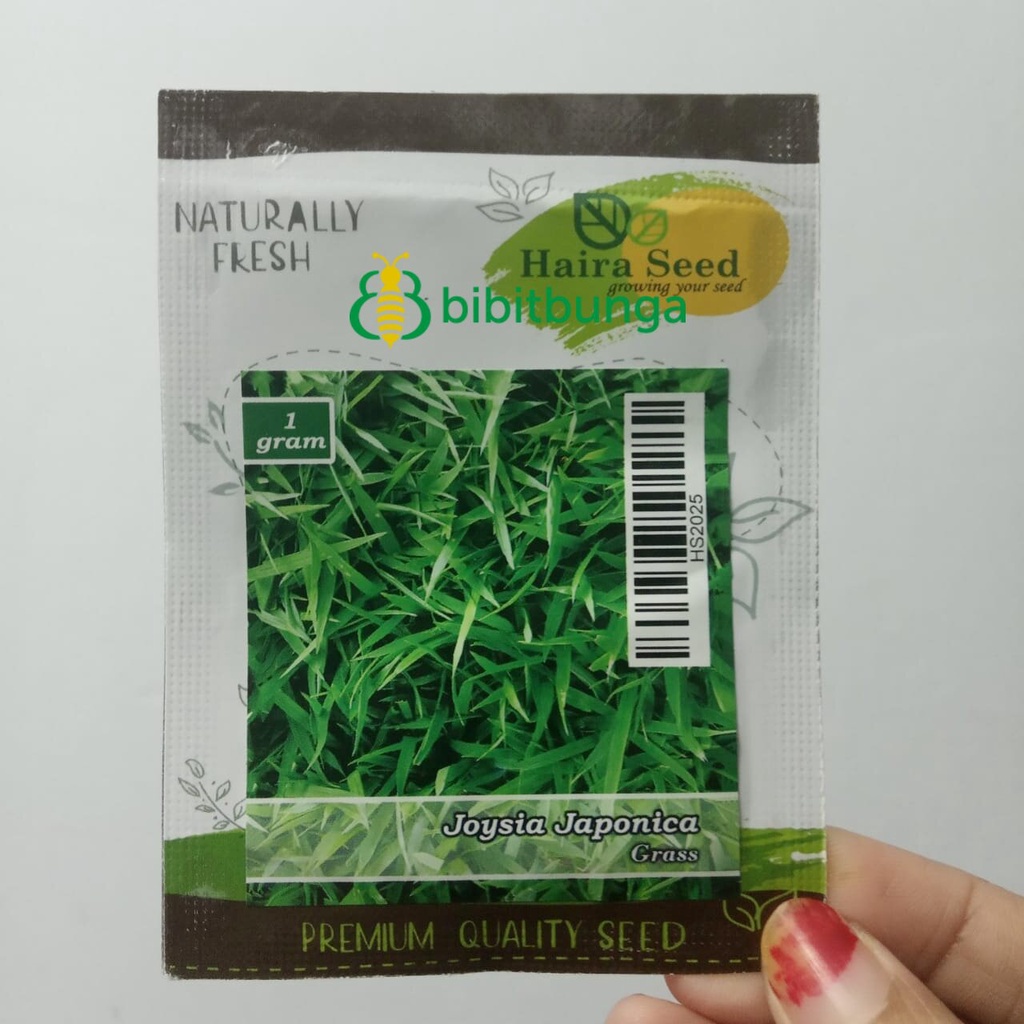 NATURALLY
FRESH
Haira Seed
growing your seed
bibitbunga
1
gram
HS2025
Joysia Japonica
Grass
PREMIUM QUALITY SEED